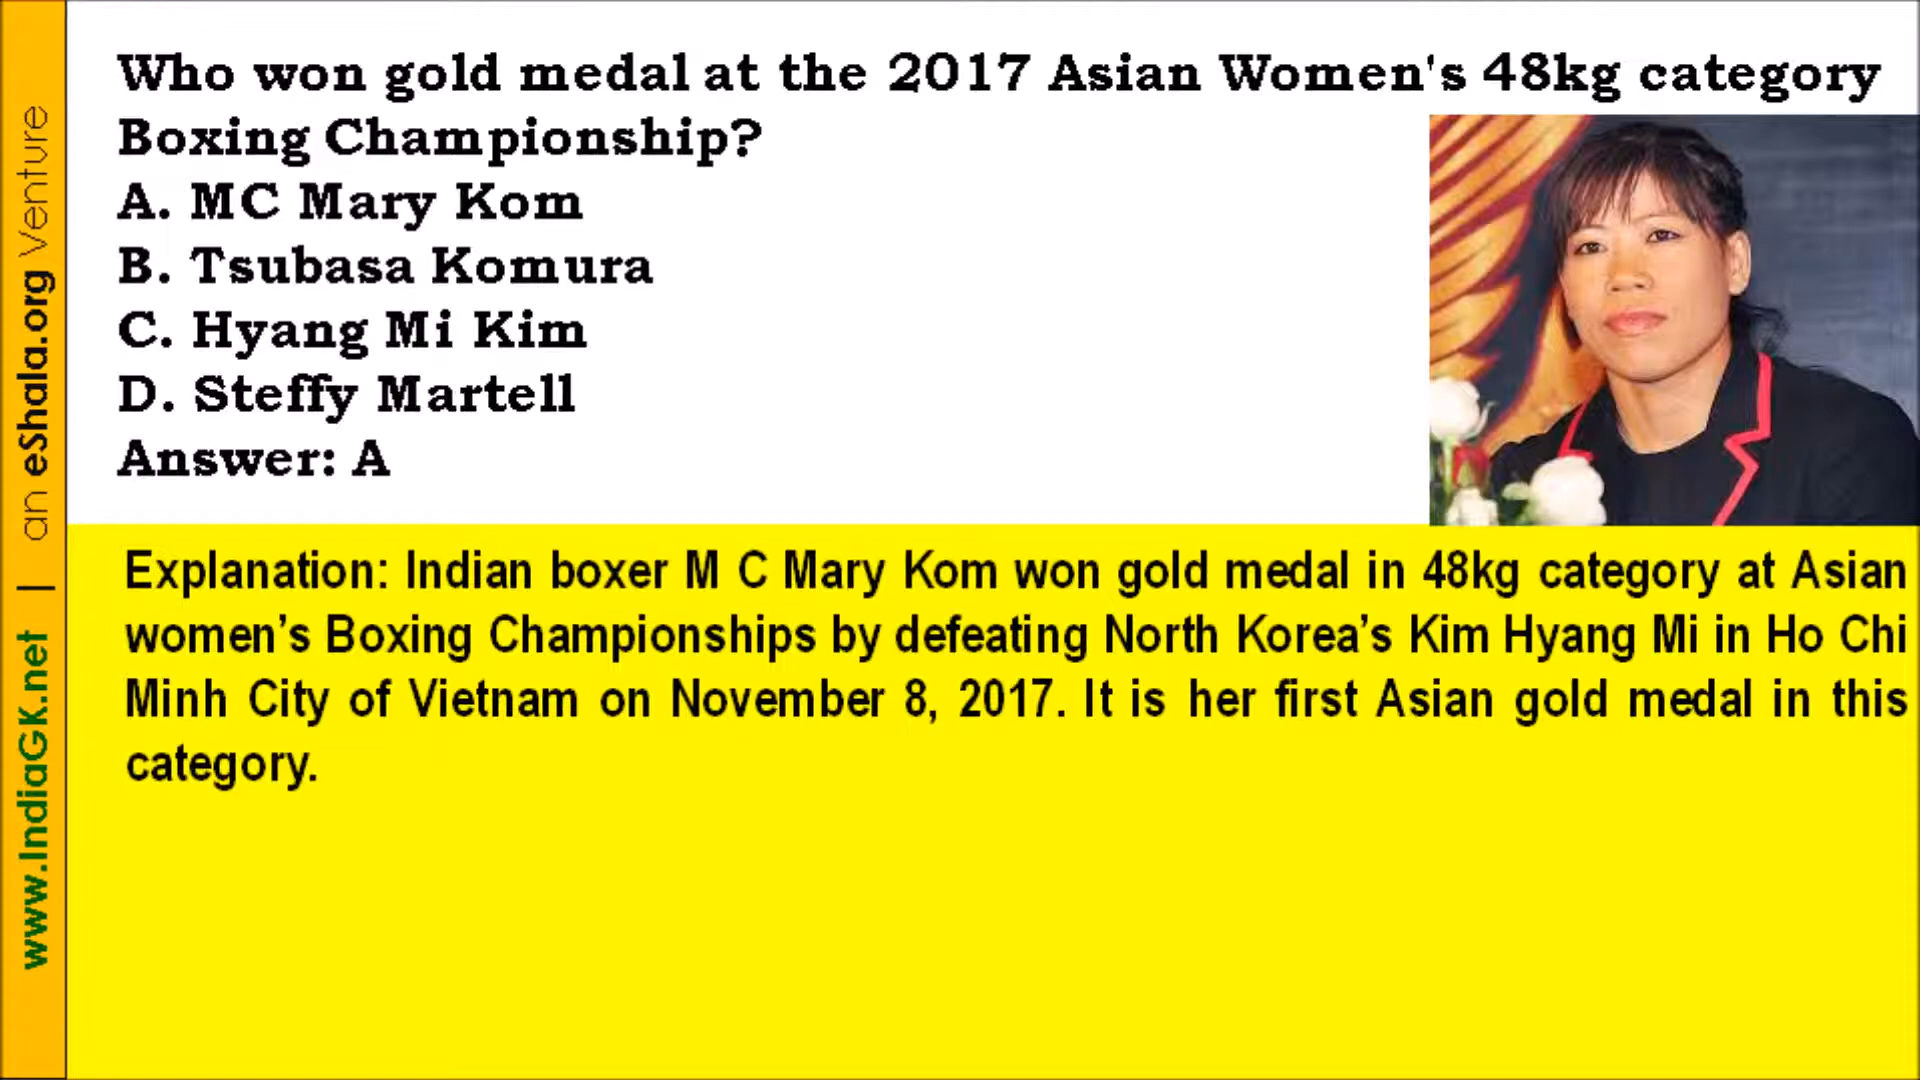 Who won gold medal at the 2017 Asian Women's 48kg category
Boxing Championship?
A. MC Mary Kom
B. Tsubasa Komura
C. Hyang Mi Kim
D. Steffy Martell
Answer: A
Explanation: Indian boxer M C Mary Kom won gold medal in 48kg category at Asian
women’s Boxing Championships by defeating North Korea’s Kim Hyang Mi in Ho Chi
Minh City of Vietnam on November 8, 2017. It is her first Asian gold medal in this
category.
www.IndiaGK.net | an eShala.org Venture